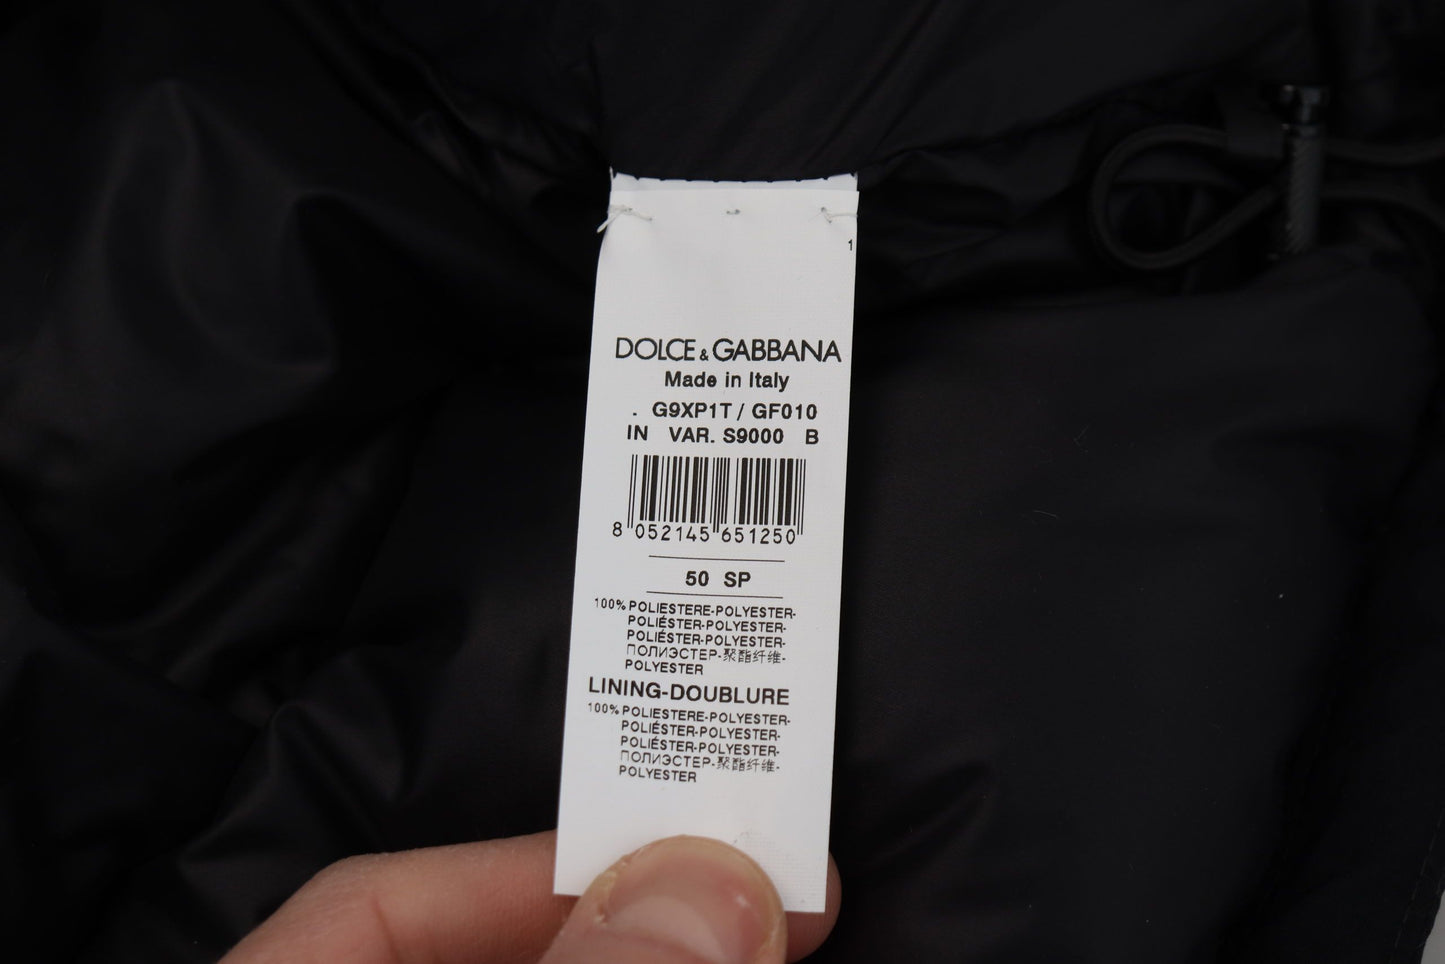 1
DOLCE & GABBANA
Made in Italy
. G9XP1T / GF010
IN VAR. S9000 B
8 052145 651250
50 SP
100% POLIESTERE-POLYESTER-
POLIÉSTER-POLYESTER-
POLIÉSTER-POLYESTER-
ПОЛИЭСТЕР-聚酯纤维-
POLYESTER
LINING-DOUBLURE
100% POLIESTERE-POLYESTER-
POLIÉSTER-POLYESTER-
POLIÉSTER-POLYESTER-
ПОЛИЭСТЕР-聚酯纤维-
POLYESTER